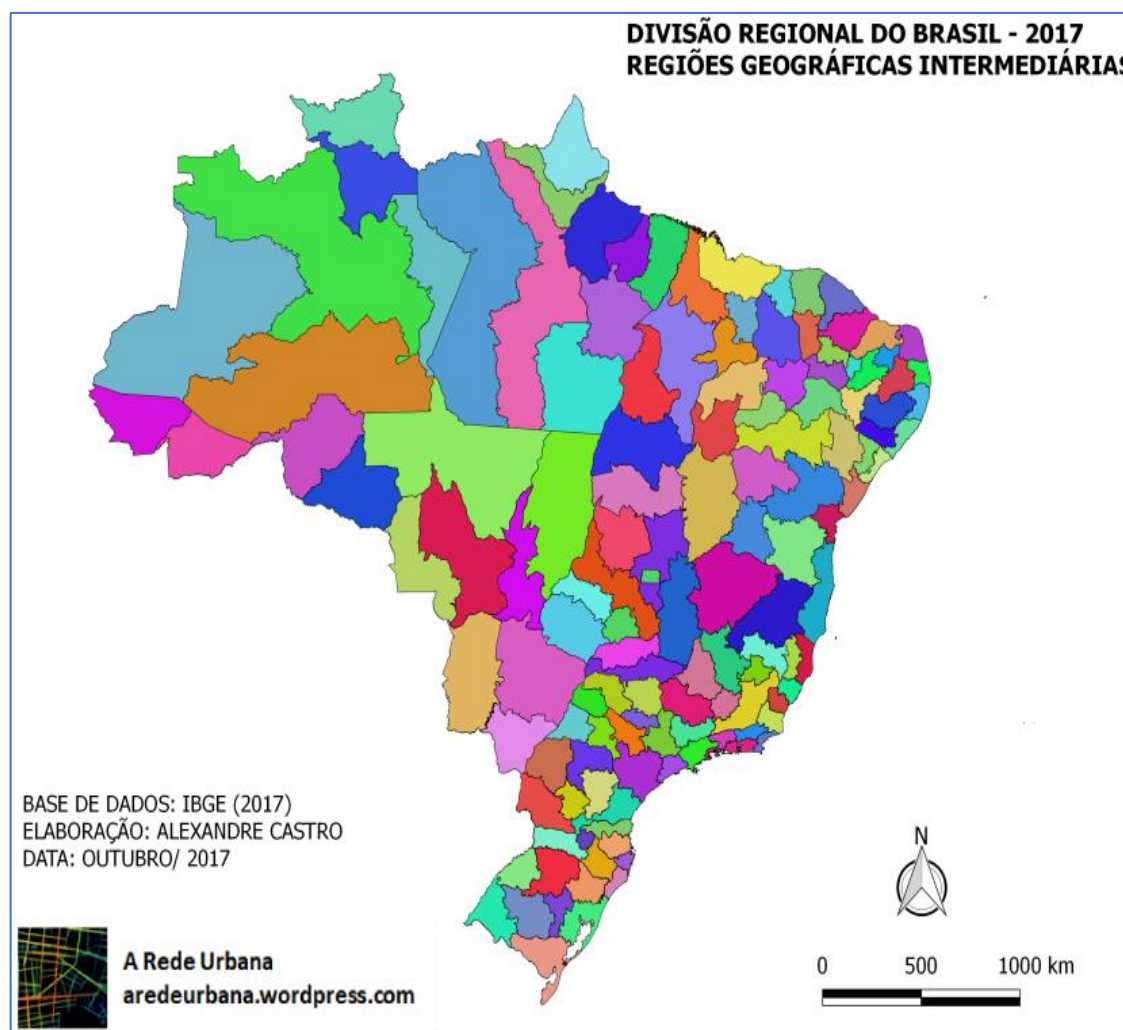 DIVISÃO REGIONAL DO BRASIL - 2017
REGIÕES GEOGRÁFICAS INTERMEDIÁRIAS
BASE DE DADOS: IBGE (2017)
ELABORAÇÃO: ALEXANDRE CASTRO
DATA: OUTUBRO/ 2017
N
A Rede Urbana
aredeurbana.wordpress.com
0 500 1000 km